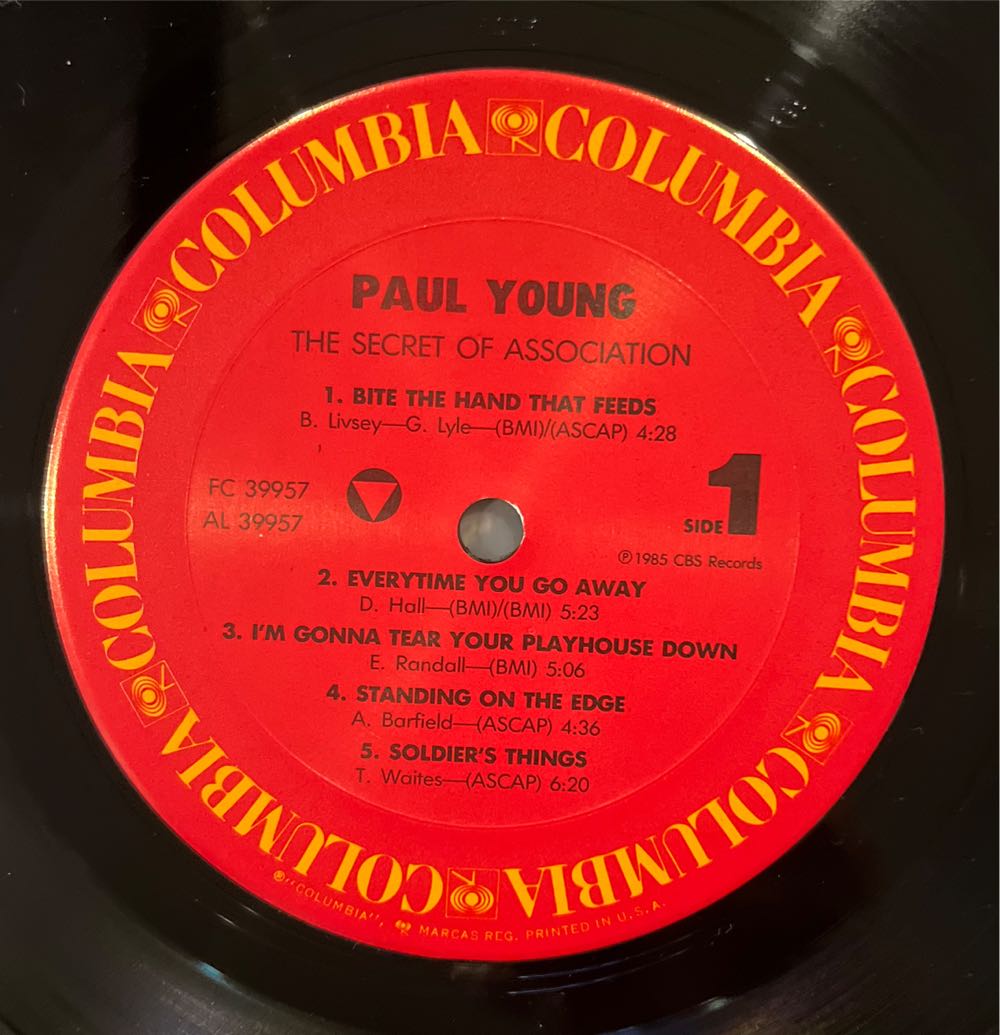 COLUMBIA COLUMBIA COLUMBIA COLUMBIA COLUMBIA COLUMBIA
PAUL YOUNG
THE SECRET OF ASSOCIATION
1. BITE THE HAND THAT FEEDS
B. Livsey—G. Lyle—(BMI)/(ASCAP) 4:28
FC 39957
AL 39957
SIDE 1
℗ 1985 CBS Records
2. EVERYTIME YOU GO AWAY
D. Hall—(BMI)/(BMI) 5:23
3. I'M GONNA TEAR YOUR PLAYHOUSE DOWN
E. Randall—(BMI) 5:06
4. STANDING ON THE EDGE
A. Barfield—(ASCAP) 4:36
5. SOLDIER'S THINGS
T. Waites—(ASCAP) 6:20
® "COLUMBIA", MARCAS REG. PRINTED IN U.S.A.